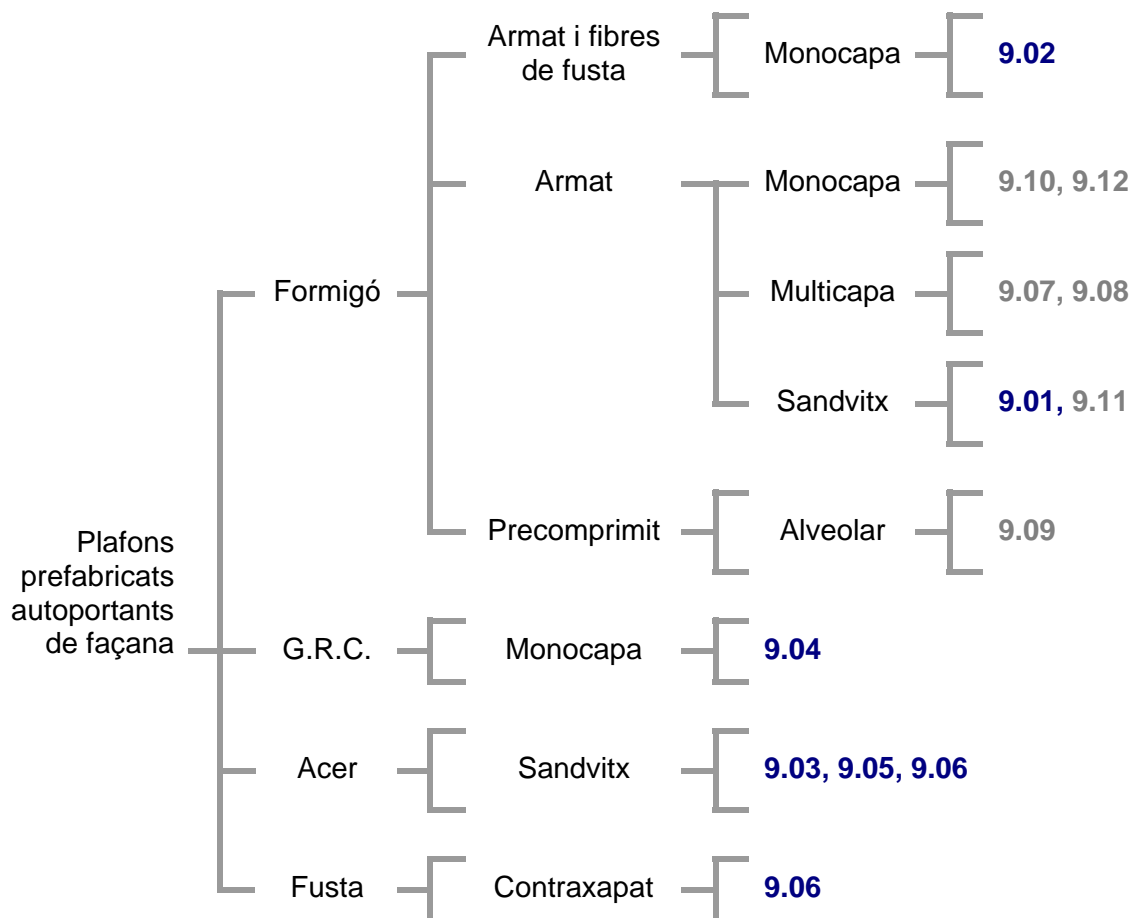 Armat i fibres
de fusta
Monocapa
9.02
Armat
Monocapa
9.10, 9.12
Formigó
Multicapa
9.07, 9.08
Sandvitx
9.01, 9.11
Precomprimit
Alveolar
9.09
Plafons
prefabricats
autoportants
de façana
G.R.C.
Monocapa
9.04
Acer
Sandvitx
9.03, 9.05, 9.06
Fusta
Contraxapat
9.06